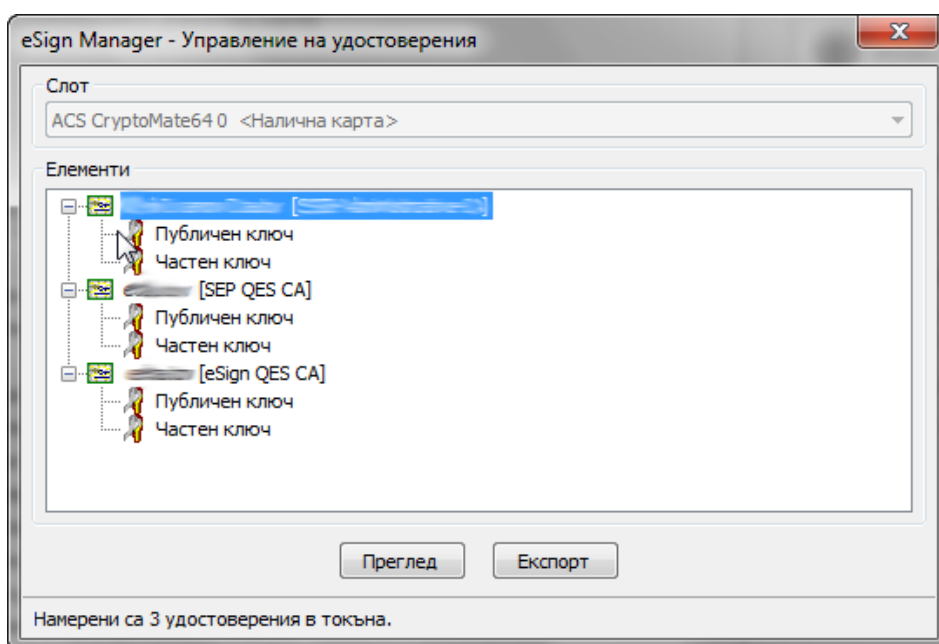 eSign Manager - Управление на удостоверения
Слот
ACS CryptoMate64 0 <Налична карта>
Елементи
Публичен ключ
Частен ключ
[SEP QES CA]
Публичен ключ
Частен ключ
[eSign QES CA]
Публичен ключ
Частен ключ
Преглед Експорт
Намерени са 3 удостоверения в токъна.